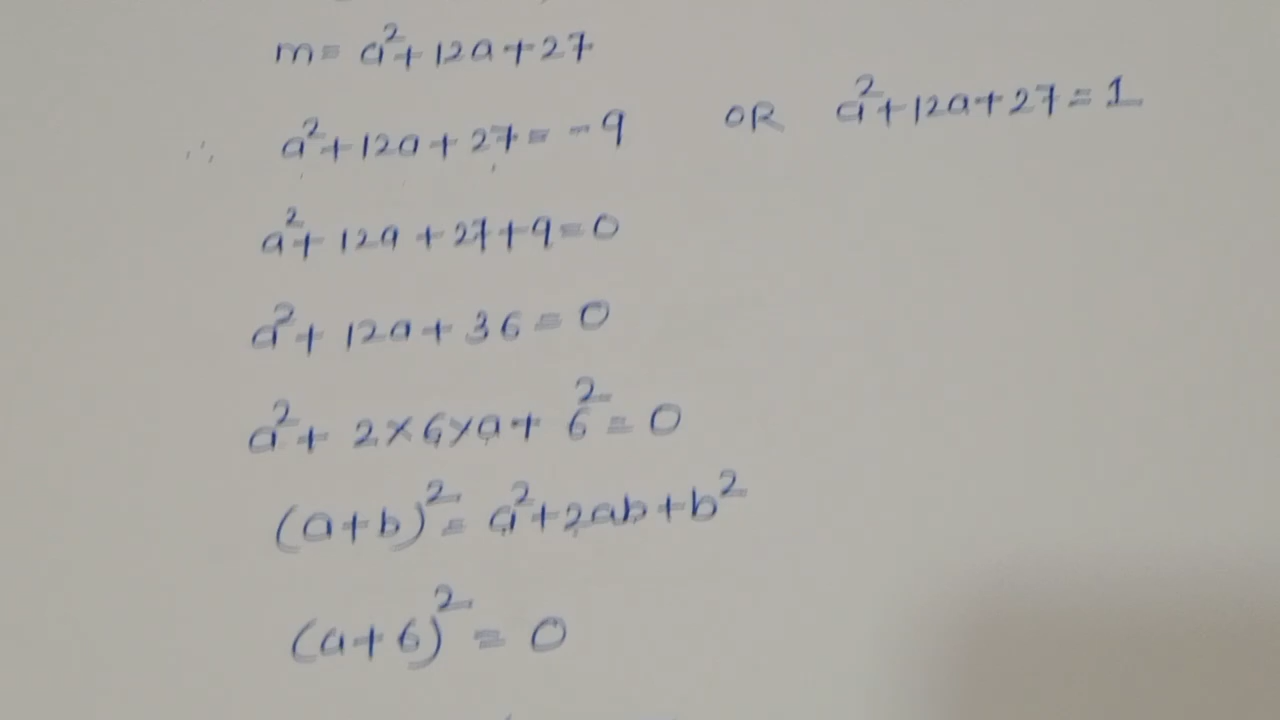 m = a² + 12a + 27
∴ a² + 12a + 27 = -9 OR a² + 12a + 27 = 1
a² + 12a + 27 + 9 = 0
a² + 12a + 36 = 0
a² + 2×6×a + 6² = 0
(a+b)² = a² + 2ab + b²
(a+6)² = 0